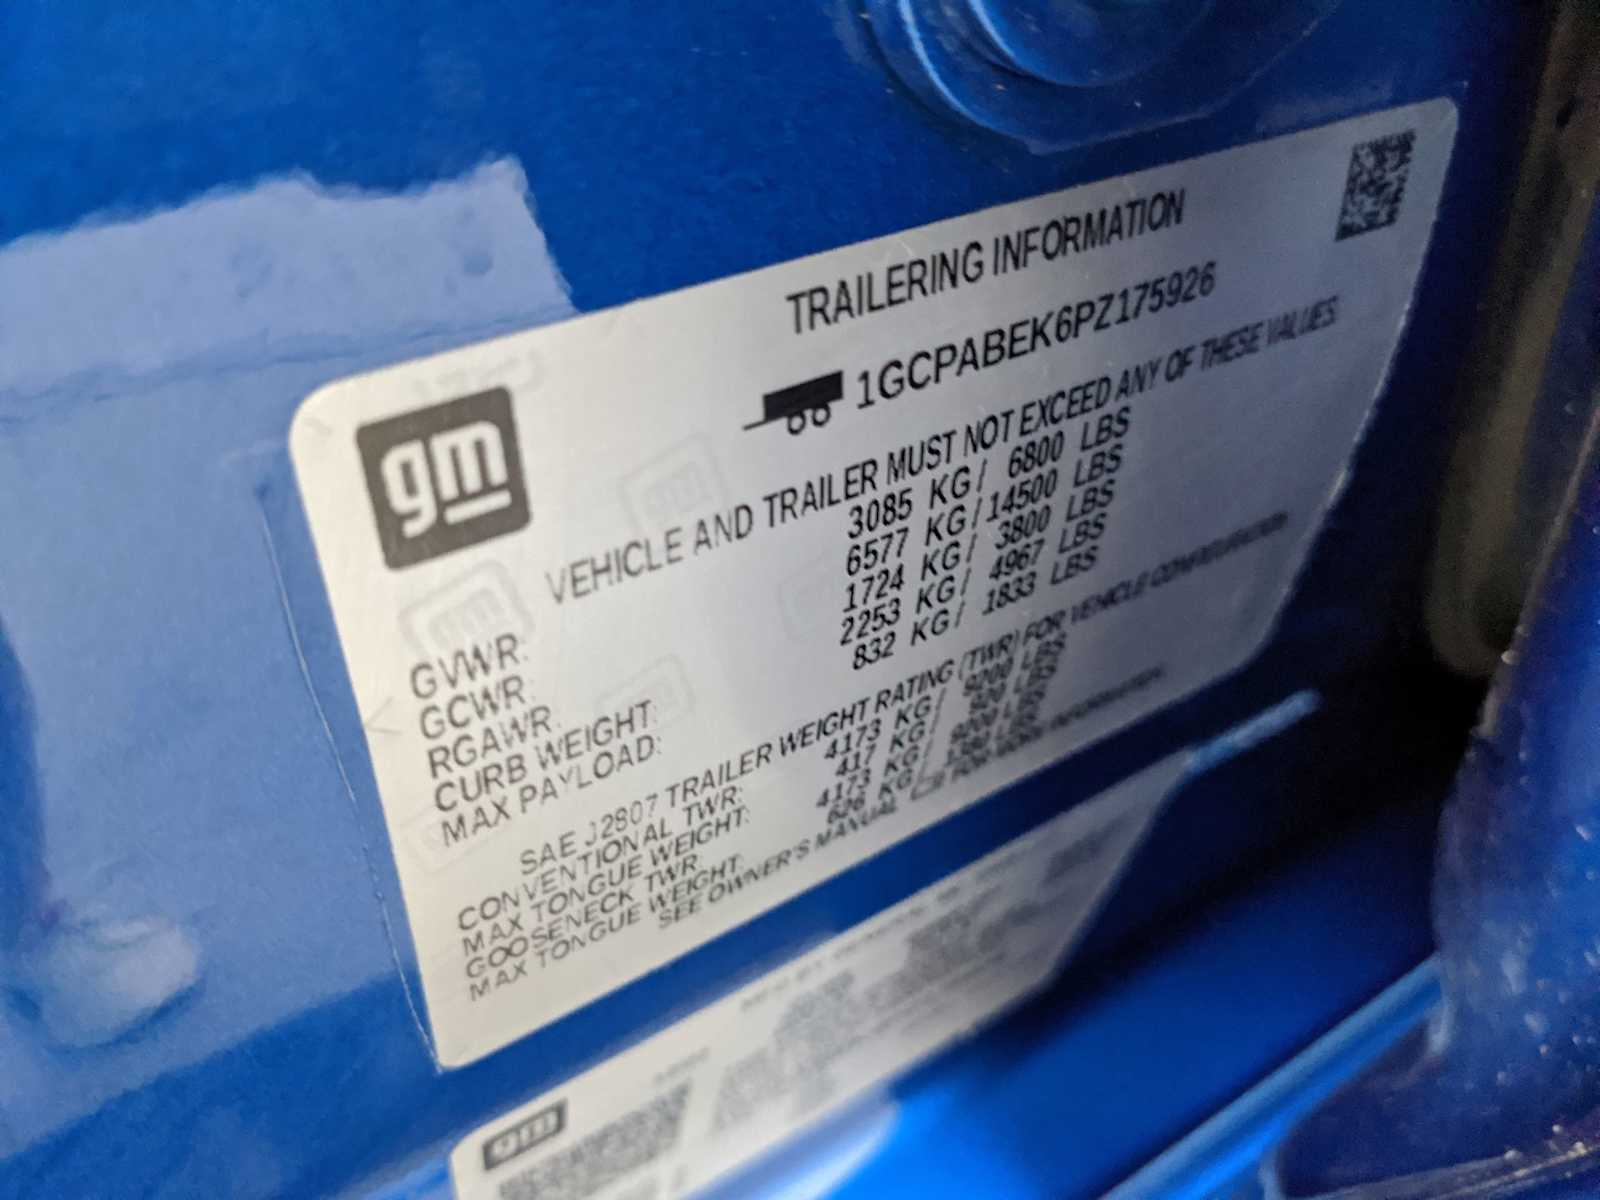 TRAILERING INFORMATION
1GCPABEK6PZ175926
gm
VEHICLE AND TRAILER MUST NOT EXCEED ANY OF THESE VALUES
GVWR: 3085 KG/ 6800 LBS
GCWR: 6577 KG/14500 LBS
RGAWR: 1724 KG/ 3800 LBS
CURB WEIGHT: 2253 KG/ 4967 LBS
MAX PAYLOAD: 832 KG/ 1833 LBS
SAE J2807 TRAILER WEIGHT RATING (TWR) FOR VEHICLE CONFIGURATION
CONVENTIONAL TWR: 4173 KG/ 9200 LBS
MAX TONGUE WEIGHT: 417 KG/ 920 LBS
GOOSENECK TWR: 4173 KG/ 9200 LBS
MAX TONGUE WEIGHT: 626 KG/ 1380 LBS
SEE OWNER'S MANUAL FOR MORE INFORMATION.
gm